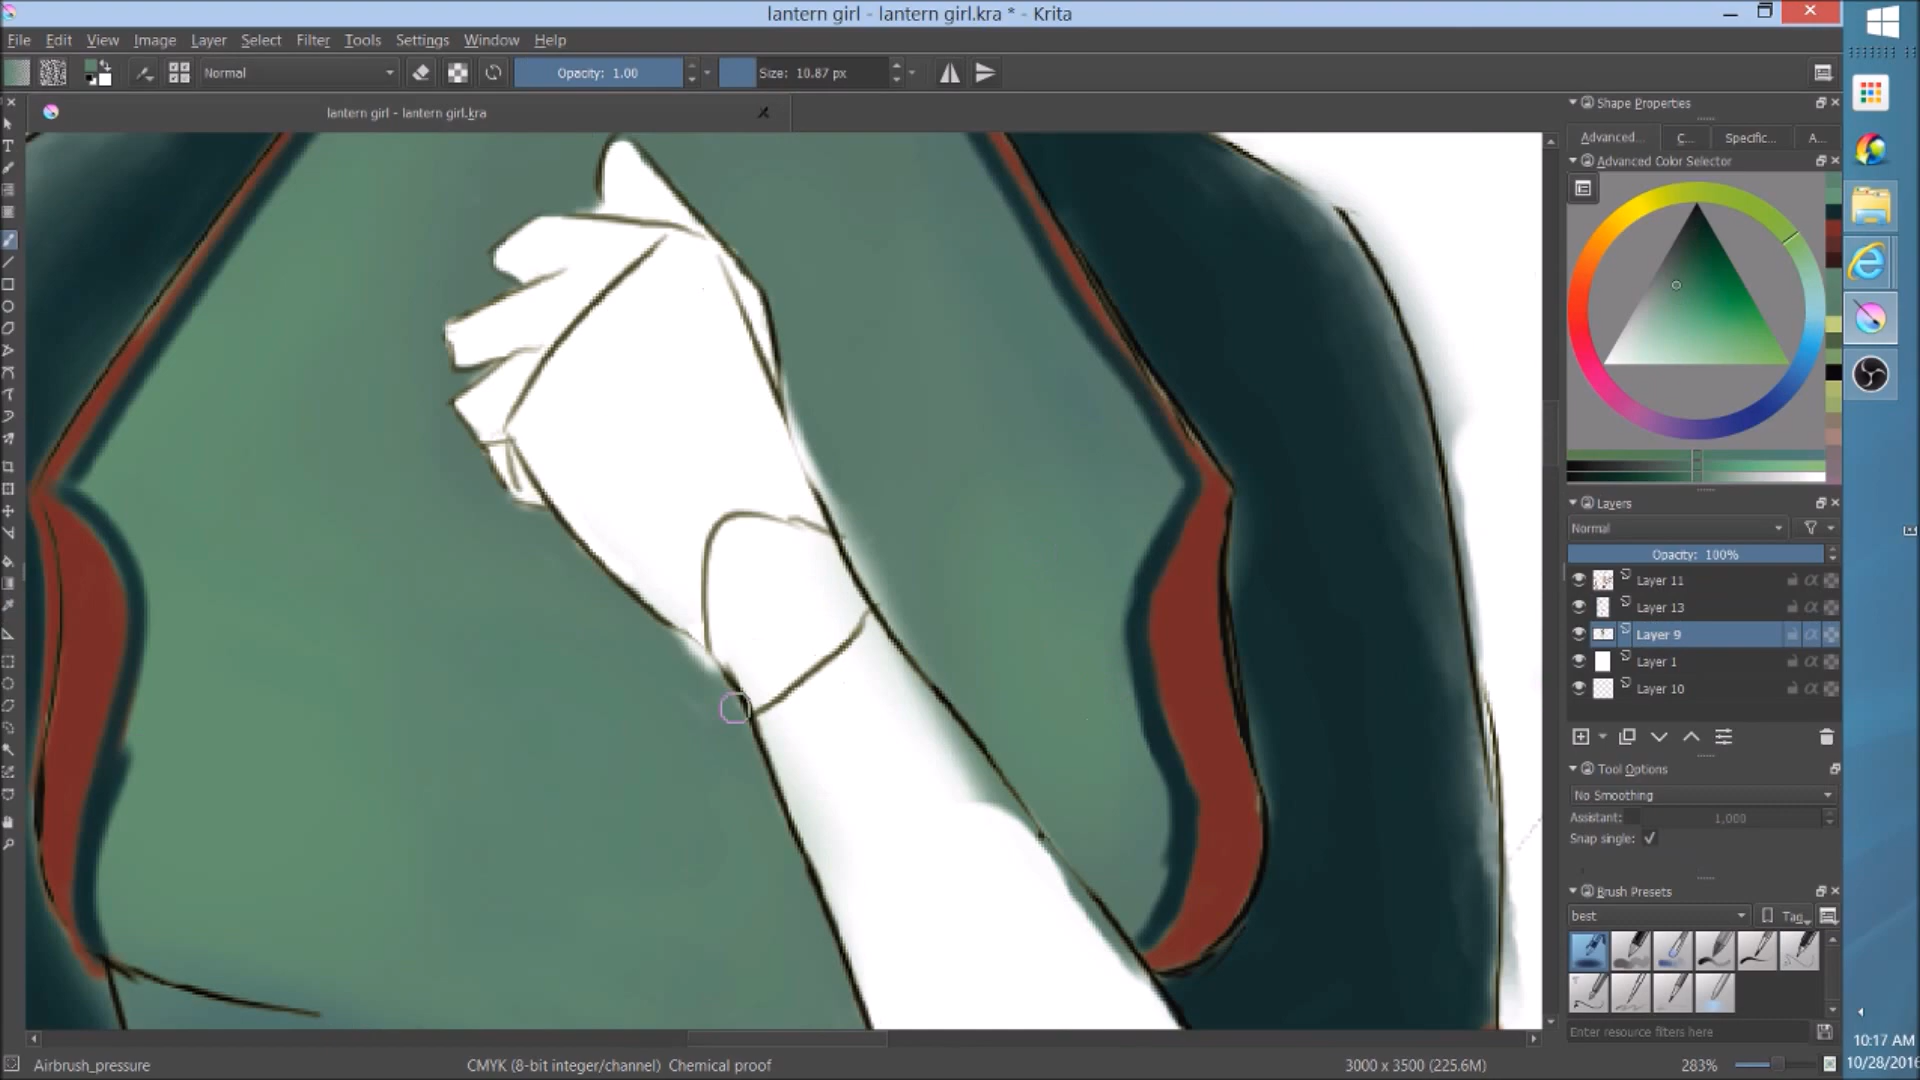 lantern girl - lantern girl.kra * - Krita
File Edit View Image Layer Select Filter Tools Settings Window Help
Normal Opacity: 1.00 Size: 10.87 px
lantern girl - lantern girl.kra
Shape Properties
Advanced... C... Specific... A...
Advanced Color Selector
Layers
Normal
Opacity: 100%
Layer 11
Layer 13
Layer 9
Layer 1
Layer 10
Tool Options
No Smoothing
Assistant: 1,000
Snap single:
Brush Presets
best Tag
Enter resource filters here
Airbrush_pressure CMYK (8-bit integer/channel) Chemical proof 3000 x 3500 (225.6M) 283%
10:17 AM
10/28/2016